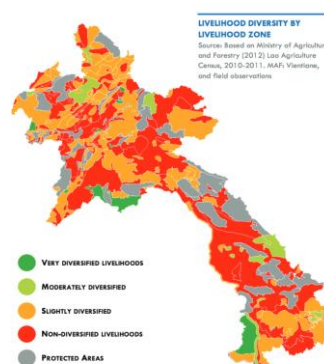 LIVELIHOOD DIVERSITY BY
LIVELIHOOD ZONE
Source: Based on Ministry of Agricultur
and Forestry (2012) Lao Agriculture
Census, 2010-2011. MAF: Vientiane,
and field observations
VERY DIVERSIFIED LIVELIHOODS
MODERATELY DIVERSIFIED
SLIGHTLY DIVERSIFIED
NON-DIVERSIFIED LIVELIHOODS
PROTECTED AREAS